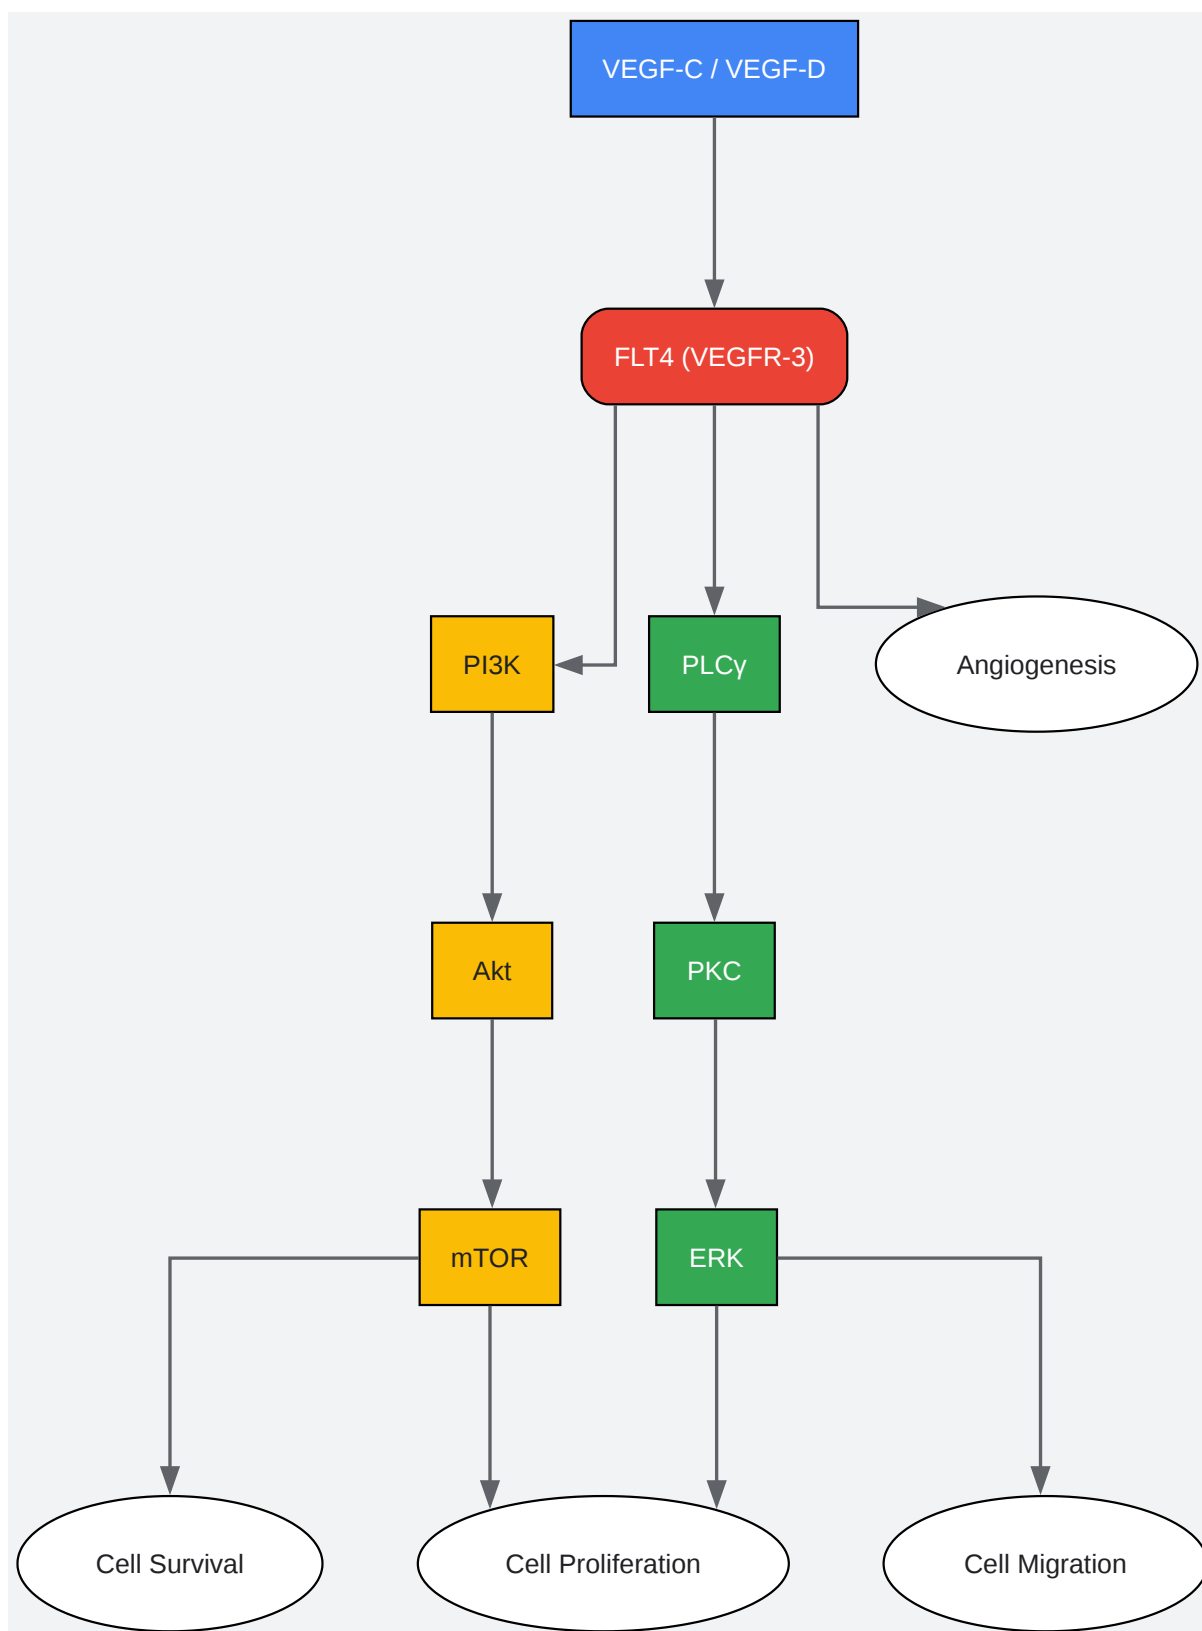 VEGF-C / VEGF-D
FLT4 (VEGFR-3)
PI3K
PLCγ
Angiogenesis
Akt
PKC
mTOR
ERK
Cell Survival
Cell Proliferation
Cell Migration